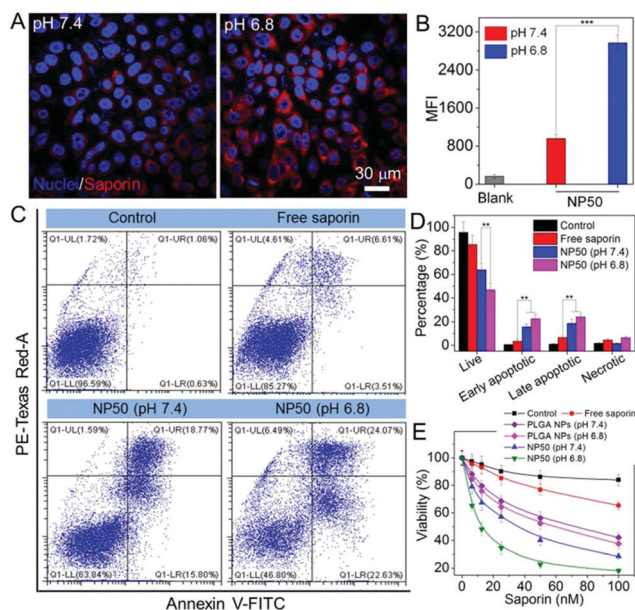 A
pH 7.4
pH 6.8
Nuclei/Saporin
30 μm
B
pH 7.4
pH 6.8
***
3200
2400
1600
800
0
MFI
Blank
NP50
C
Control
Free saporin
Q1-UL(1.72%)
Q1-UR(1.06%)
Q1-UL(4.61%)
Q1-UR(6.61%)
Q1-LL(96.59%)
Q1-LR(0.63%)
Q1-LL(85.27%)
Q1-LR(3.51%)
NP50 (pH 7.4)
NP50 (pH 6.8)
Q1-UL(1.59%)
Q1-UR(18.77%)
Q1-UL(6.49%)
Q1-UR(24.07%)
Q1-LL(63.84%)
Q1-LR(15.80%)
Q1-LL(46.80%)
Q1-LR(22.63%)
PE-Texas Red-A
Annexin V-FITC
D
Control
Free saporin
NP50 (pH 7.4)
NP50 (pH 6.8)
**
**
**
100
80
60
40
20
0
Percentage (%)
Live
Early apoptotic
Late apoptotic
Necrotic
E
Control
Free saporin
PLGA NPs (pH 7.4)
PLGA NPs (pH 6.8)
NP50 (pH 7.4)
NP50 (pH 6.8)
100
80
60
40
20
Viability (%)
0 20 40 60 80 100
Saporin (nM)